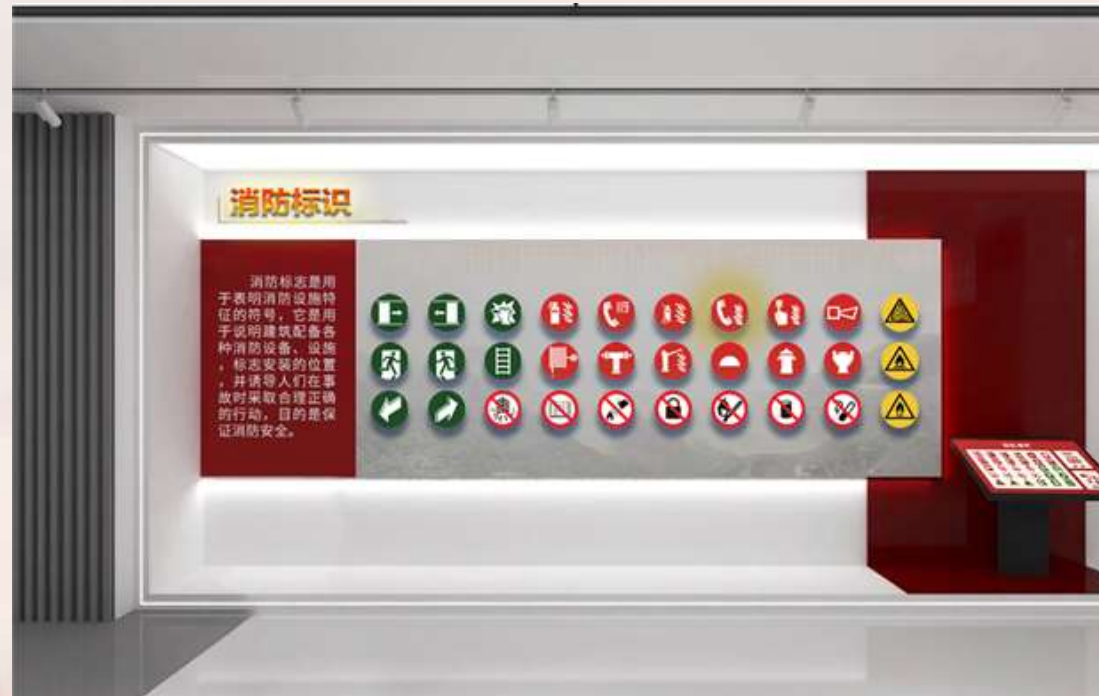 消防标识
消防标志是用
于表明消防设施特
征的符号，它是用
于说明建筑配备各
种消防设备、设施
，标志安装的位置
，并诱导人们在事
故时采取合理正确
的行动，目的是保
证消防安全。